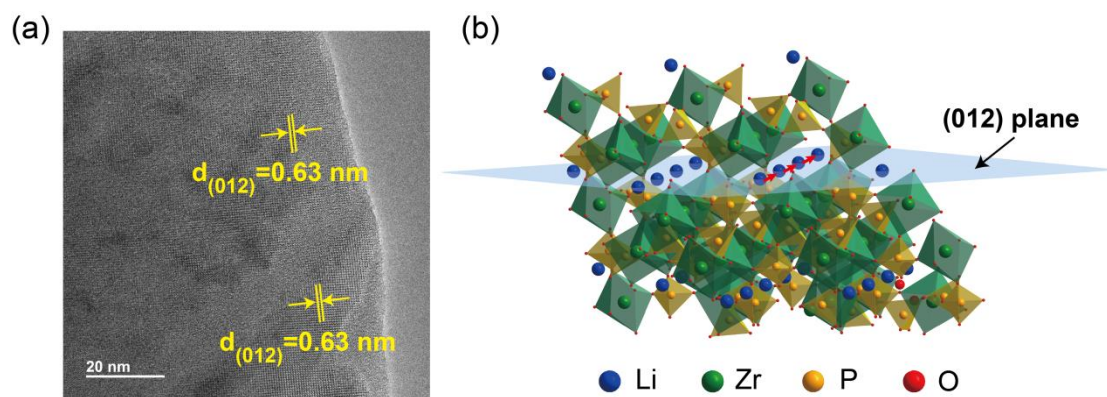 (a)
d(012)=0.63 nm
d(012)=0.63 nm
20 nm
(b)
(012) plane
Li Zr P O